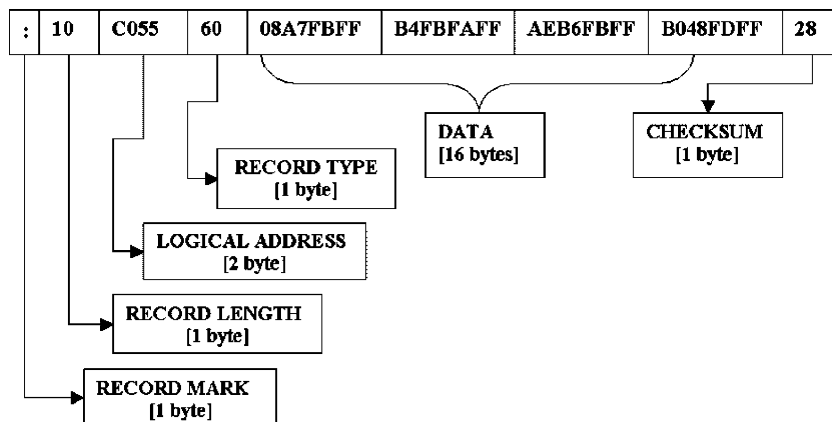 : 10 C055 60 08A7FBFF B4FBFAFF AEB6FBFF B048FDFF 28
DATA
[16 bytes]
CHECKSUM
[1 byte]
RECORD TYPE
[1 byte]
LOGICAL ADDRESS
[2 byte]
RECORD LENGTH
[1 byte]
RECORD MARK
[1 byte]